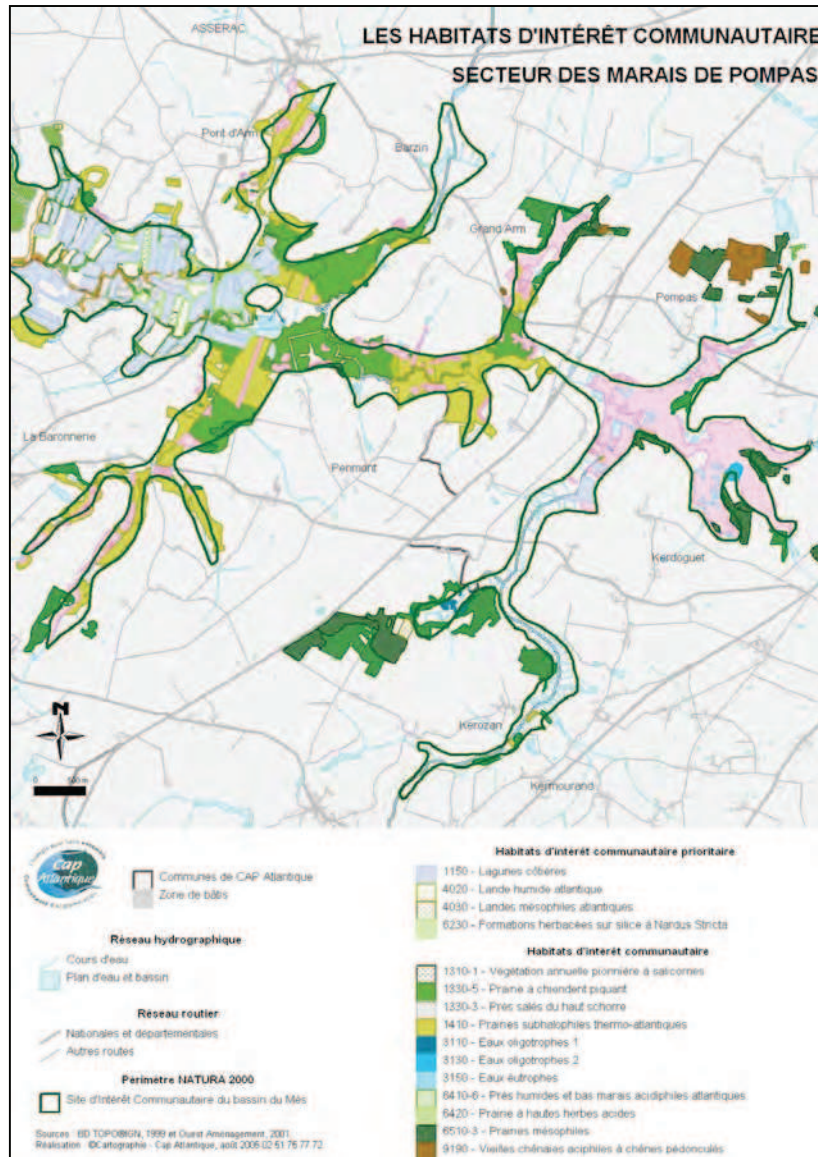 LES HABITATS D'INTÉRÊT COMMUNAUTAIRE
SECTEUR DES MARAIS DE POMPAS
ASSERAC
Pont d'Arm
Barzin
Grand Arm
Pompas
La Baronnerie
Penmont
Kerdoguet
Kerozan
Kermourand
N
0 500 m
Cap Atlantique
Communes de CAP Atlantique
Zone de bâtis
Réseau hydrographique
Cours d'eau
Plan d'eau et bassin
Réseau routier
Nationales et départementales
Autres routes
Périmètre NATURA 2000
Site d'Intérêt Communautaire du bassin du Mès
Sources : BD TOPO®IGN, 1999 et Ouest Aménagement, 2001
Réalisation : ©Cartographie - Cap Atlantique, août 2006 02 51 75 77 72
Habitats d'intérêt communautaire prioritaire
1150 - Lagunes côtières
4020 - Lande humide atlantique
4030 - Landes mésophiles atlantiques
6230 - Formations herbacées sur silice à Nardus Stricta
Habitats d'intérêt communautaire
1310-1 - Végétation annuelle pionnière à salicornes
1330-5 - Prairie à chiendent piquant
1330-3 - Prés salés du haut schorre
1410 - Prairies subhalophiles thermo-atlantiques
3110 - Eaux oligotrophes 1
3130 - Eaux oligotrophes 2
3150 - Eaux eutrophes
6410-6 - Prés humides et bas marais acidiphiles atlantiques
6420 - Prairie à hautes herbes acides
6510-3 - Prairies mésophiles
9190 - Vieilles chênaies aciphiles à chênes pédonculés